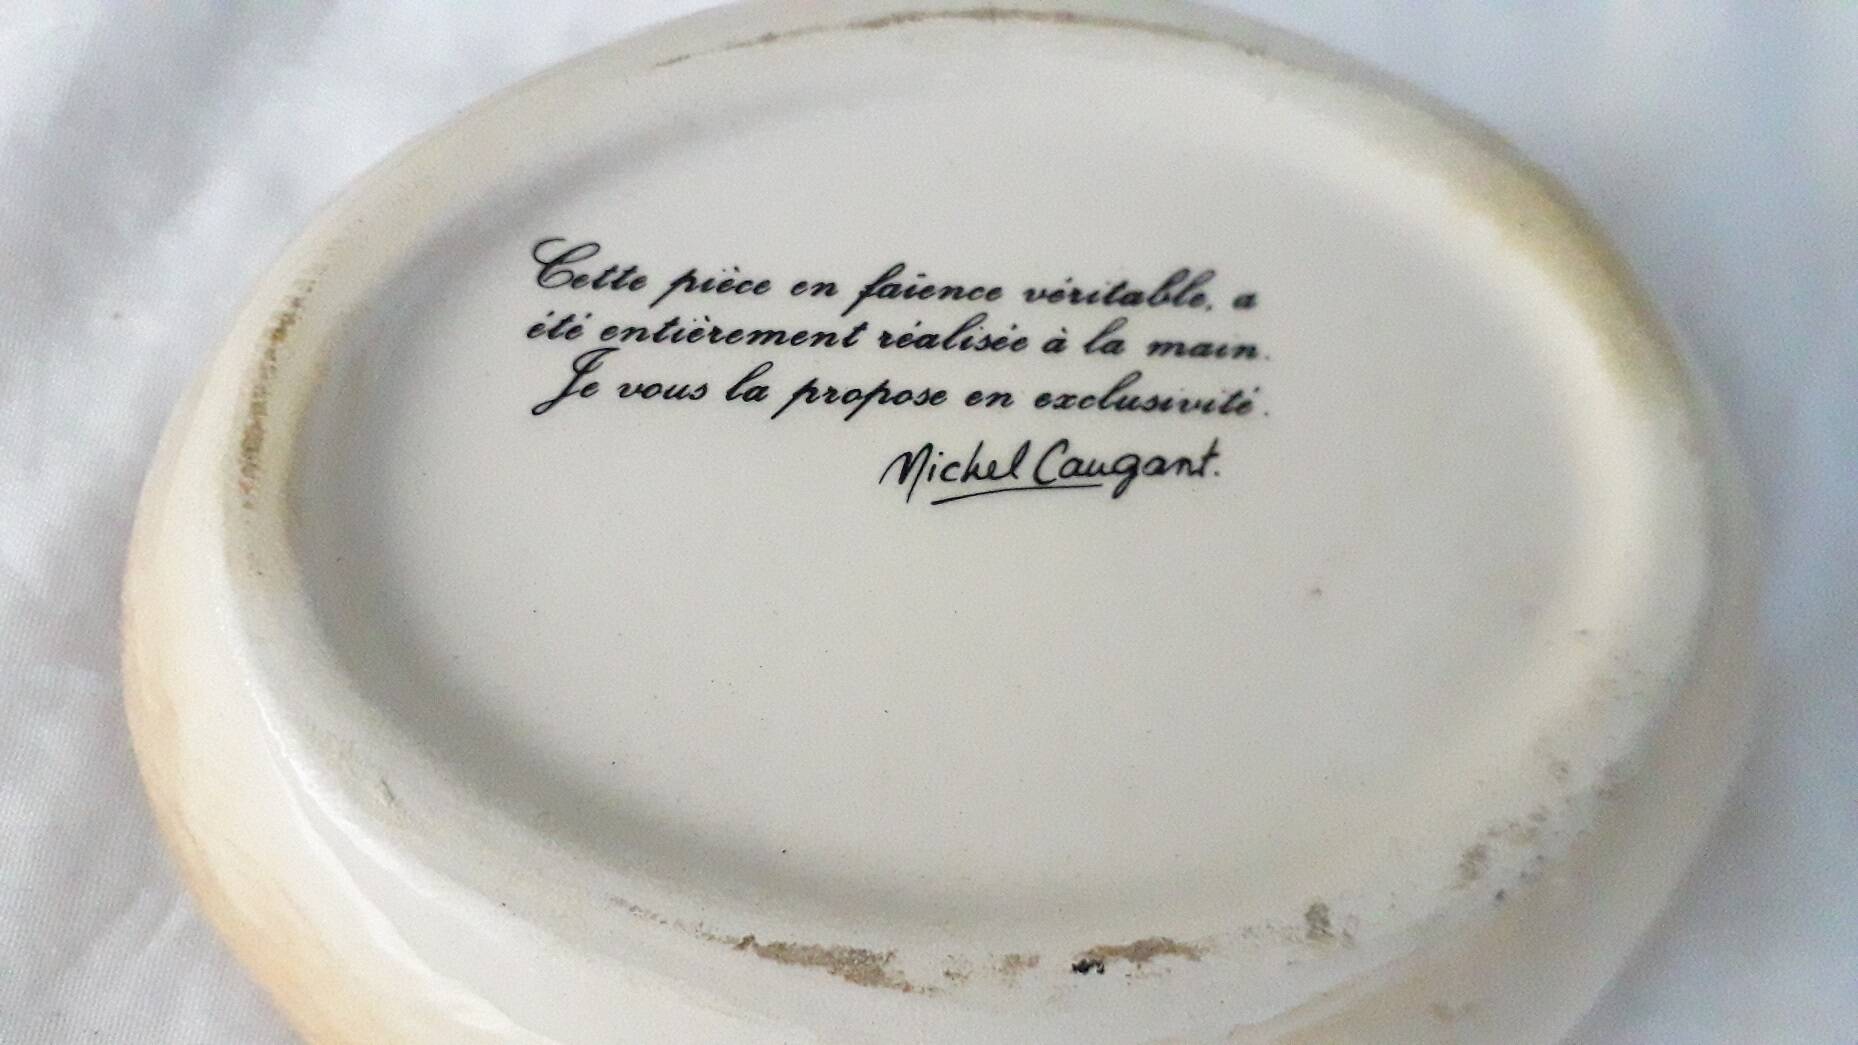 Cette pièce en faïence véritable, a
été entièrement réalisée à la main.
Je vous la propose en exclusivité.
Michel Caugant.